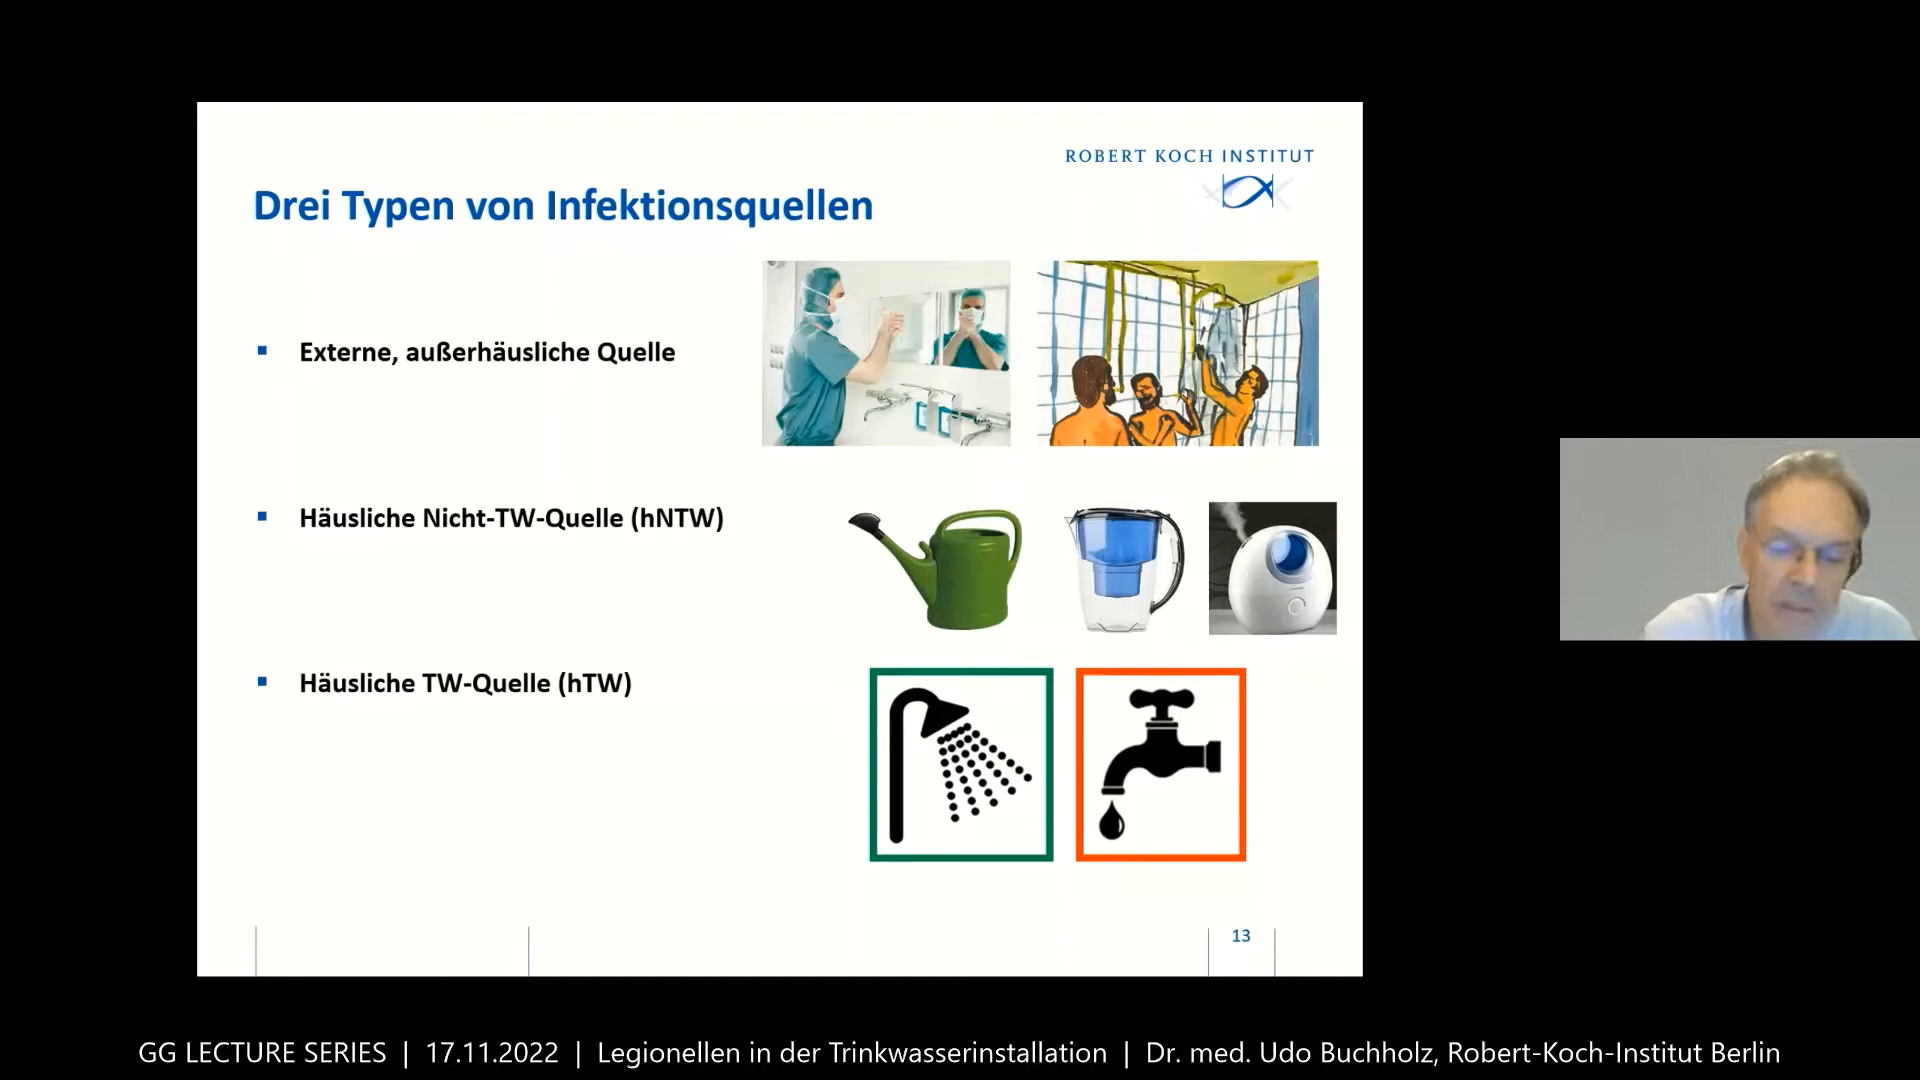 ROBERT KOCH INSTITUT
Drei Typen von Infektionsquellen
▪ Externe, außerhäusliche Quelle
▪ Häusliche Nicht-TW-Quelle (hNTW)
▪ Häusliche TW-Quelle (hTW)
13
GG LECTURE SERIES | 17.11.2022 | Legionellen in der Trinkwasserinstallation | Dr. med. Udo Buchholz, Robert-Koch-Institut Berlin